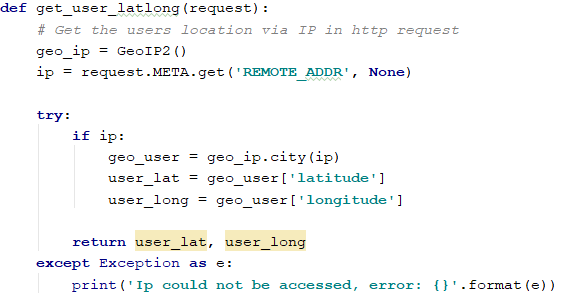 def get_user_latlong(request):
    # Get the users location via IP in http request
    geo_ip = GeoIP2()
    ip = request.META.get('REMOTE_ADDR', None)

    try:
        if ip:
            geo_user = geo_ip.city(ip)
            user_lat = geo_user['latitude']
            user_long = geo_user['longitude']

        return user_lat, user_long
    except Exception as e:
        print('Ip could not be accessed, error: {}'.format(e))